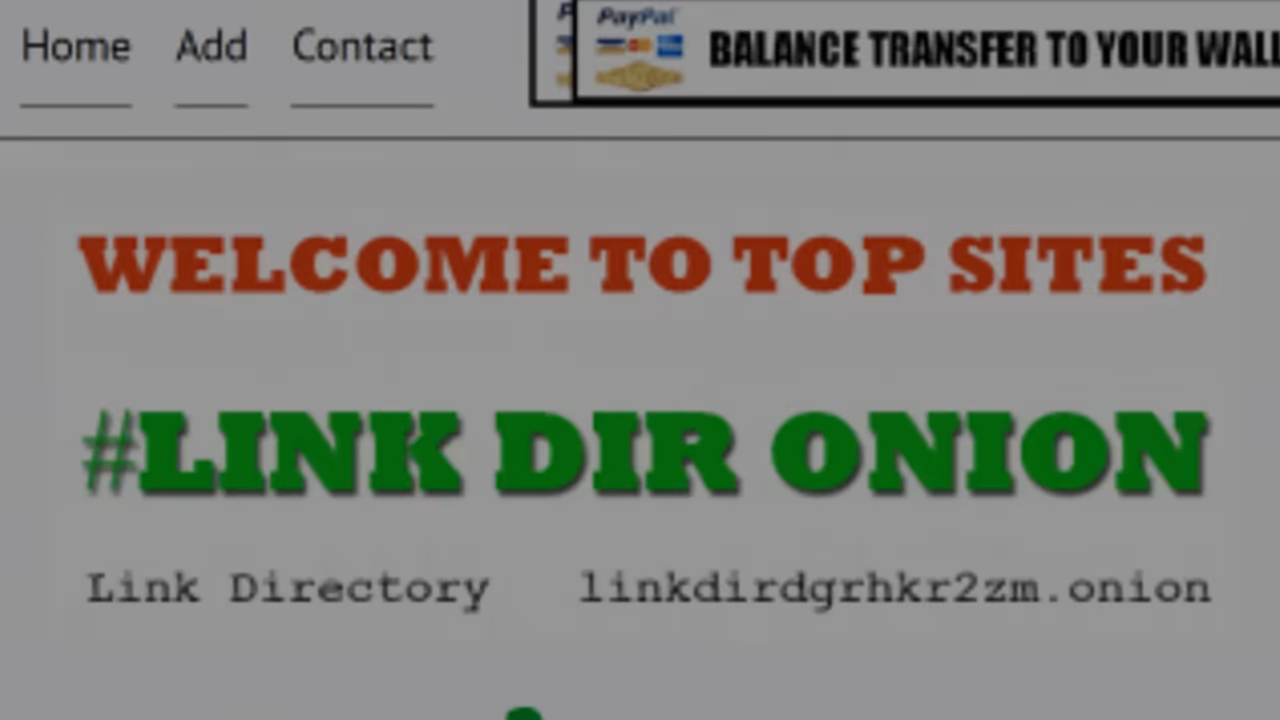 Home Add Contact
PayPal BALANCE TRANSFER TO YOUR
WELCOME TO TOP SITES
#LINK DIR ONION
Link Directory linkdirdgrhkr2zm.onion